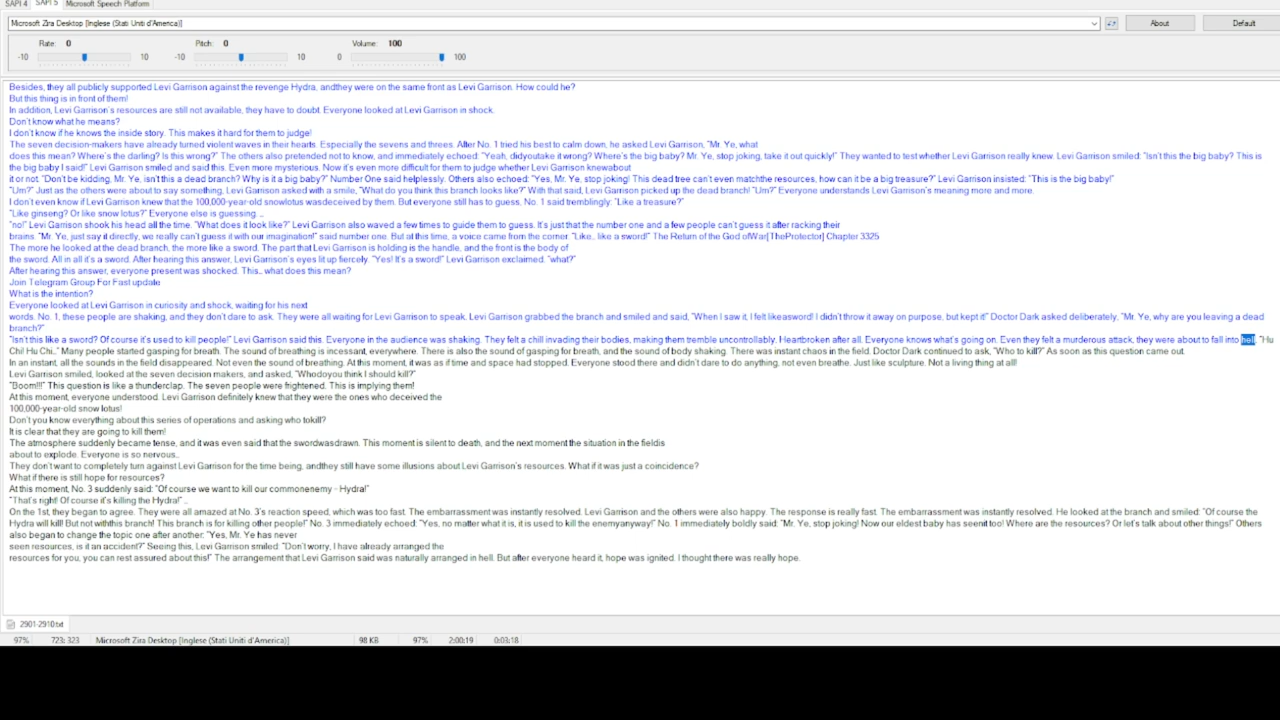 SAPI 4 SAPI 5 Microsoft Speech Platform
Microsoft Zira Desktop [Inglese (Stati Uniti d'America)]
About
Default
Rate: 0 Pitch: 0 Volume: 100
-10 10 -10 10 0 100
Besides, they all publicly supported Levi Garrison against the revenge Hydra, andthey were on the same front as Levi Garrison. How could he?
But this thing is in front of them!
In addition, Levi Garrison's resources are still not available, they have to doubt. Everyone looked at Levi Garrison in shock.
Don't know what he means?
I don't know if he knows the inside story. This makes it hard for them to judge!
The seven decision-makers have already turned violent waves in their hearts. Especially the sevens and threes. After No. 1 tried his best to calm down, he asked Levi Garrison, "Mr. Ye, what
does this mean? Where's the darling? Is this wrong?" The others also pretended not to know, and immediately echoed: "Yeah, didyoutake it wrong? Where's the big baby? Mr. Ye, stop joking, take it out quickly!" They wanted to test whether Levi Garrison really knew. Levi Garrison smiled: "Isn't this the big baby? This is
the big baby I said!" Levi Garrison smiled and said this. Even more mysterious. Now it's even more difficult for them to judge whether Levi Garrison knewabout
it or not. "Don't be kidding, Mr. Ye, isn't this a dead branch? Why is it a big baby?" Number One said helplessly. Others also echoed: "Yes, Mr. Ye, stop joking! This dead tree can't even matchthe resources, how can it be a big treasure?" Levi Garrison insisted: "This is the big baby!"
"Um?" Just as the others were about to say something, Levi Garrison asked with a smile, "What do you think this branch looks like?" With that said, Levi Garrison picked up the dead branch! "Um?" Everyone understands Levi Garrison's meaning more and more.
I don't even know if Levi Garrison knew that the 100,000-year-old snowlotus wasdeceived by them. But everyone still has to guess, No. 1 said tremblingly: "Like a treasure?"
"Like ginseng? Or like snow lotus?" Everyone else is guessing. ..
"no!" Levi Garrison shook his head all the time. "What does it look like?" Levi Garrison also waved a few times to guide them to guess. It's just that the number one and a few people can't guess it after racking their
brains. "Mr. Ye, just say it directly, we really can't guess it with our imagination!" said number one. But at this time, a voice came from the corner. "Like.. like a sword!" The Return of the God ofWar[TheProtector] Chapter 3325
The more he looked at the dead branch, the more like a sword. The part that Levi Garrison is holding is the handle, and the front is the body of
the sword. All in all it's a sword. After hearing this answer, Levi Garrison's eyes lit up fiercely. "Yes! It's a sword!" Levi Garrison exclaimed. "what?"
After hearing this answer, everyone present was shocked. This.. what does this mean?
Join Telegram Group For Fast update
What is the intention?
Everyone looked at Levi Garrison in curiosity and shock, waiting for his next
words. No. 1, these people are shaking, and they don't dare to ask. They were all waiting for Levi Garrison to speak. Levi Garrison grabbed the branch and smiled and said, "When I saw it, I felt likeasword! I didn't throw it away on purpose, but kept it!" Doctor Dark asked deliberately, "Mr. Ye, why are you leaving a dead
branch?"
"Isn't this like a sword? Of course it's used to kill people!" Levi Garrison said. Everyone in the audience was shaking. They felt a chill invading their bodies, making them tremble uncontrollably. Heartbroken after all. Everyone knows what's going on. Even they felt a murderous attack, they were about to fall into hell. "Hu
Chi! Hu Chi..." Many people started gasping for breath. The sound of breathing is incessant, everywhere. There is also the sound of gasping for breath, and the sound of body shaking. There was instant chaos in the field. Doctor Dark continued to ask, "Who to kill?" As soon as this question came out.
In an instant, all the sounds in the field disappeared. Not even the sound of breathing. At this moment, it was as if time and space had stopped. Everyone stood there and didn't dare to do anything, not even breathe. Just like sculpture. Not a living thing at all!
Levi Garrison smiled, looked at the seven decision makers, and asked, "Whodoyou think I should kill?"
"Boom!!!" This question is like a thunderclap. The seven people were frightened. This is implying them!
At this moment, everyone understood. Levi Garrison definitely knew that they were the ones who deceived the
100,000-year-old snow lotus!
Don't you know everything about this series of operations and asking who tokill?
It is clear that they are going to kill them!
The atmosphere suddenly became tense, and it was even said that the swordwasdrawn. This moment is silent to death, and the next moment the situation in the fieldis
about to explode. Everyone is so nervous..
They don't want to completely turn against Levi Garrison for the time being, andthey still have some illusions about Levi Garrison's resources. What if it was just a coincidence?
What if there is still hope for resources?
At this moment, No. 3 suddenly said: "Of course we want to kill our commonenemy - Hydra!"
"That's right! Of course it's killing the Hydra!" ..
On the 1st, they began to agree. They were all amazed at No. 3's reaction speed, which was too fast. The embarrassment was instantly resolved. Levi Garrison and the others were also happy. The response is really fast. The embarrassment was instantly resolved. He looked at the branch and smiled: "Of course the
Hydra will kill! But not withthis branch! This branch is for killing other people!" No. 3 immediately echoed: "Yes, no matter what it is, it is used to kill the enemyanyway!" No. 1 immediately boldly said: "Mr. Ye, stop joking! Now our eldest baby has seenit too! Where are the resources? Or let's talk about other things!" Others
also began to change the topic one after another: "Yes, Mr. Ye has never
seen resources, is it an accident?" Seeing this, Levi Garrison smiled: "Don't worry, I have already arranged the
resources for you, you can rest assured about this!" The arrangement that Levi Garrison said was naturally arranged in hell. But after everyone heard it, hope was ignited. I thought there was really hope.
2901-2910.txt
97% 723; 323 Microsoft Zira Desktop [Inglese (Stati Uniti d'America)] 98 KB 97% 2:00:19 0:03:18